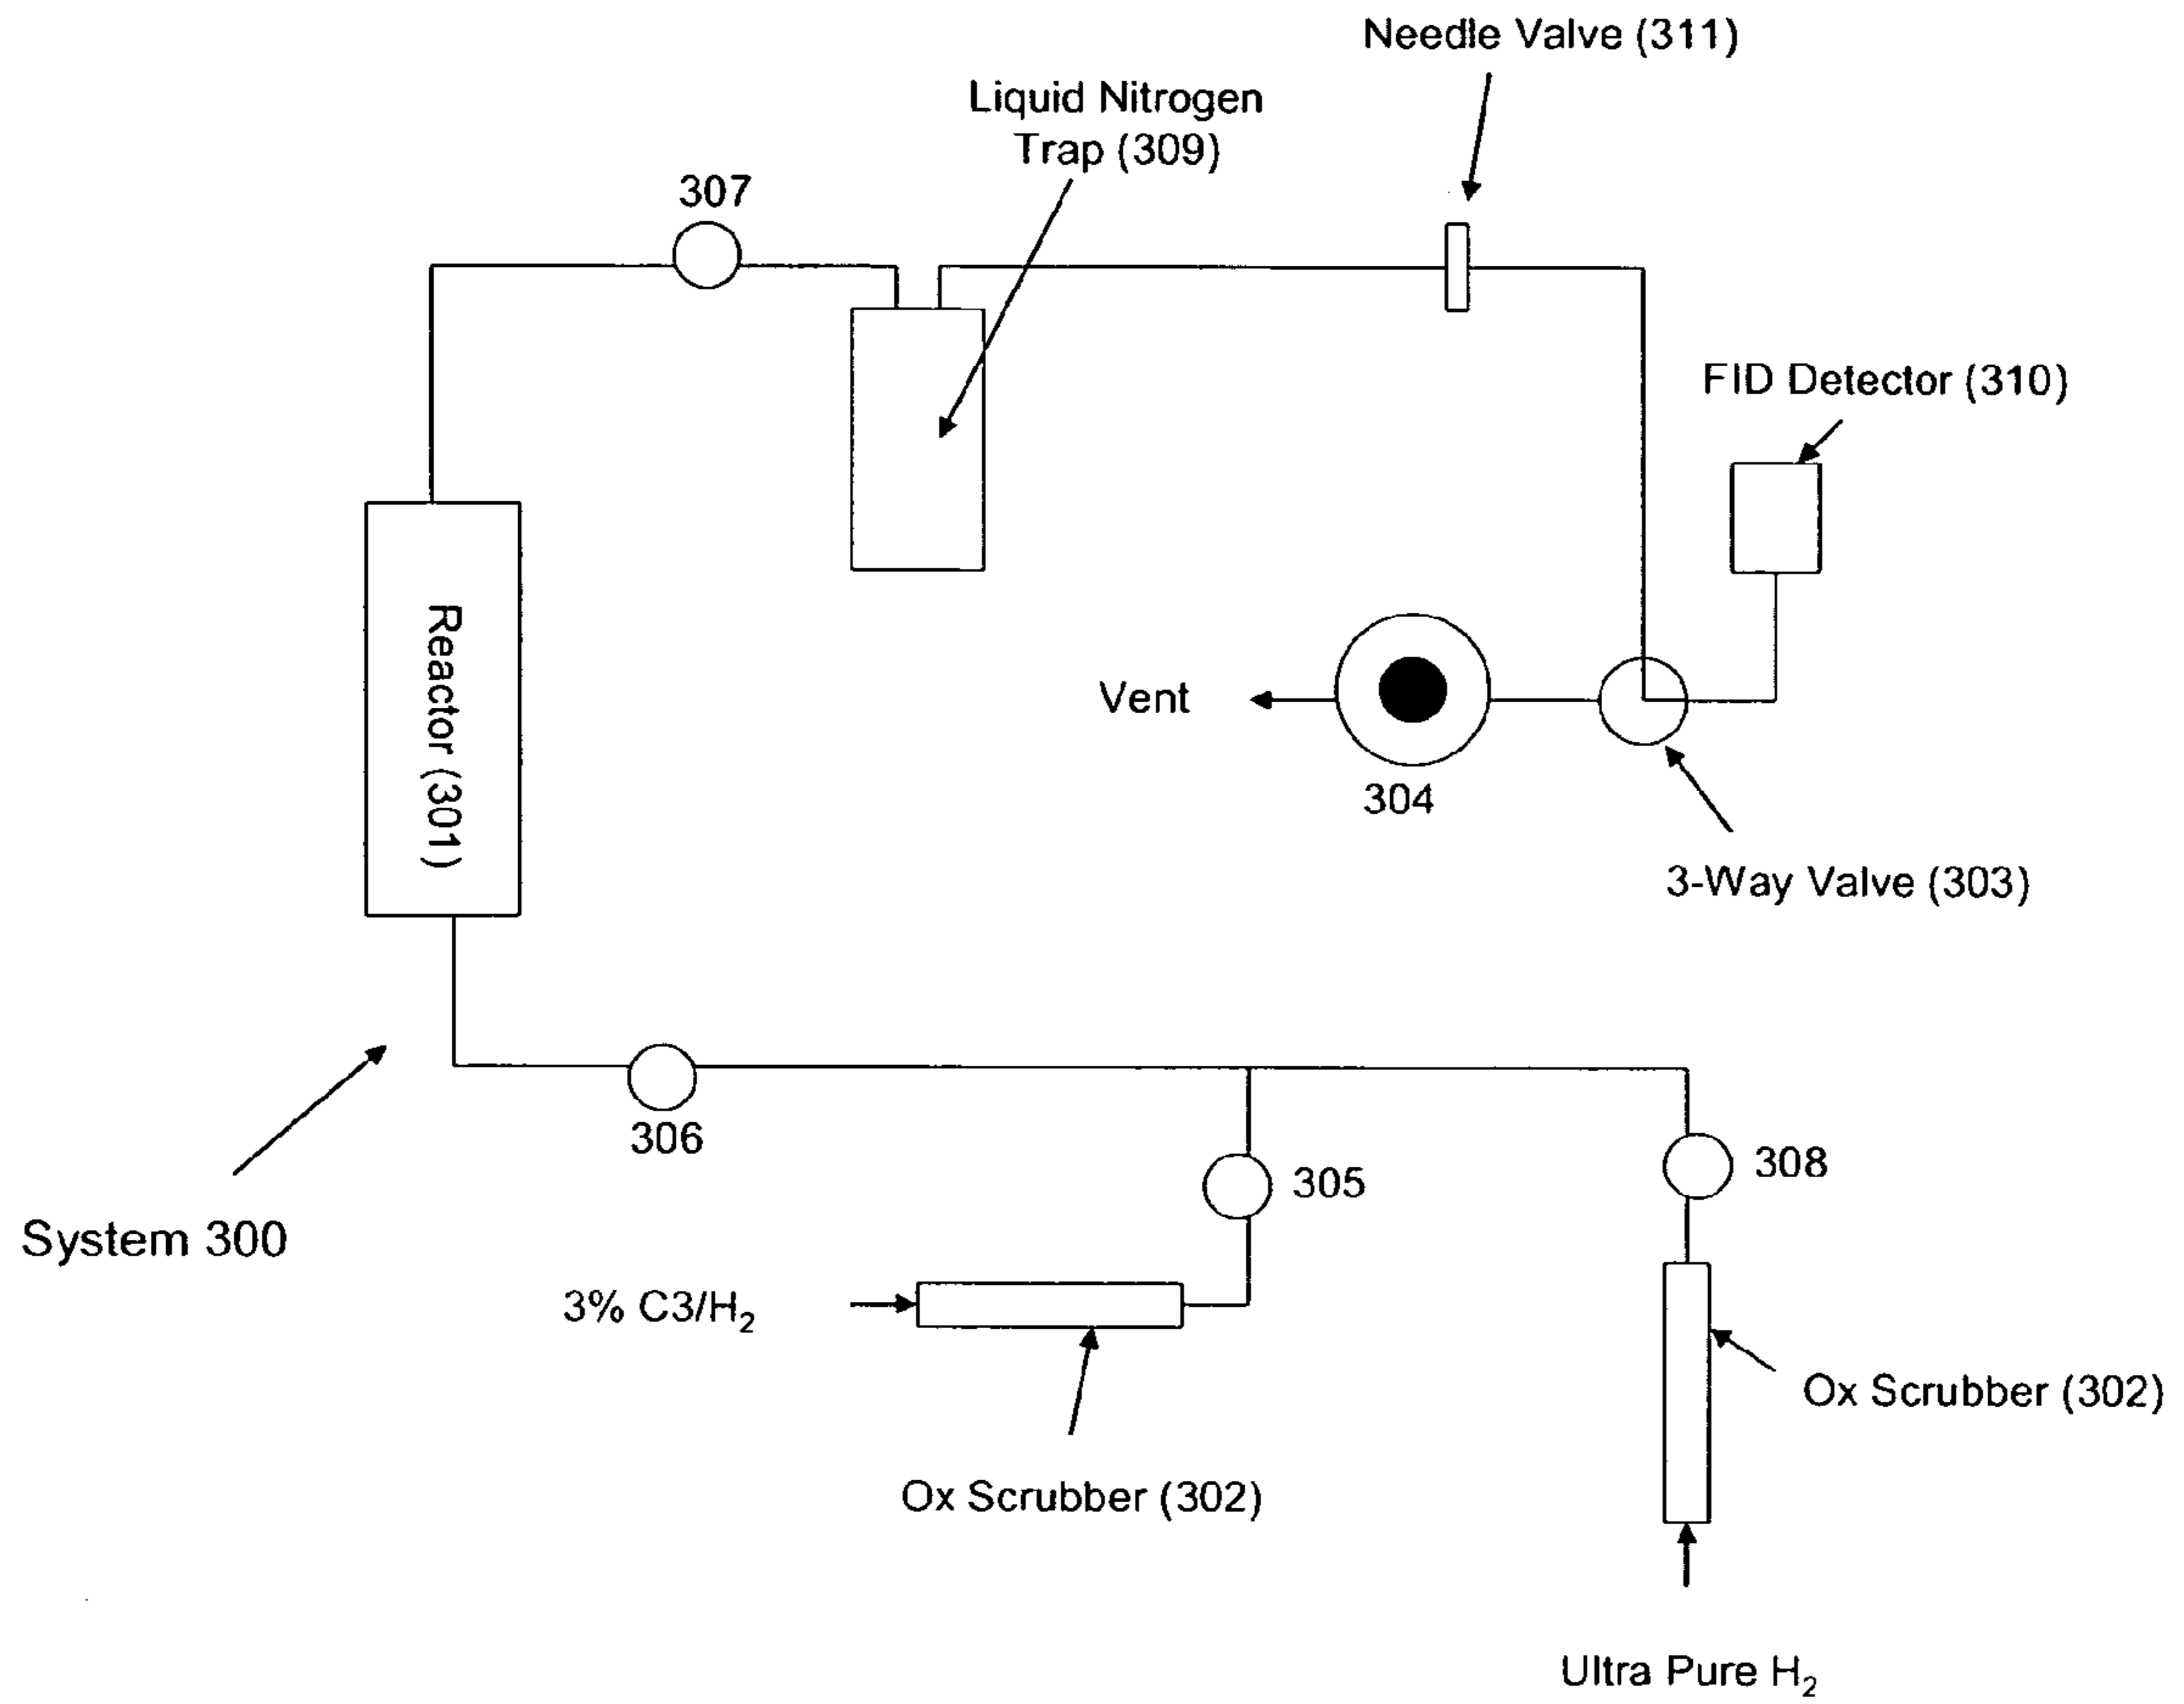 Needle Valve (311)
Liquid Nitrogen
Trap (309)
307
FID Detector (310)
Reactor (301)
Vent
304
3-Way Valve (303)
306
305
308
System 300
3% C3/H₂
Ox Scrubber (302)
Ox Scrubber (302)
Ultra Pure H₂